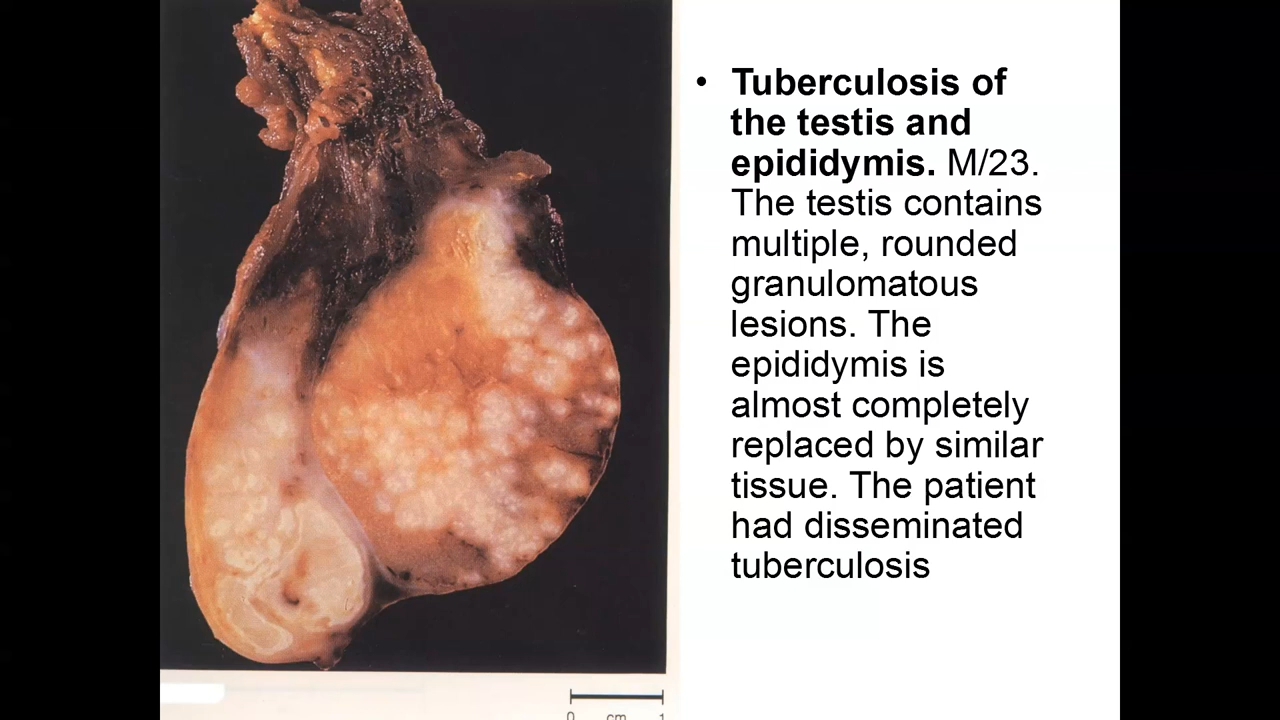 • Tuberculosis of
the testis and
epididymis. M/23.
The testis contains
multiple, rounded
granulomatous
lesions. The
epididymis is
almost completely
replaced by similar
tissue. The patient
had disseminated
tuberculosis
0 cm 1